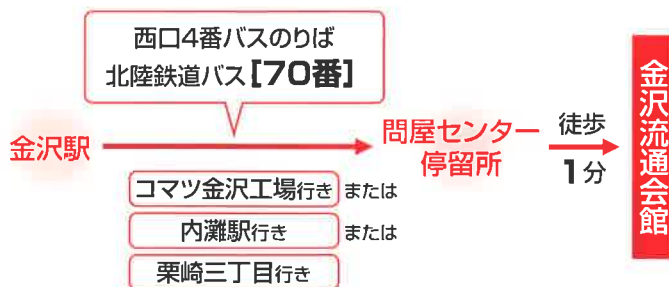 西口4番バスのりば
北陸鉄道バス[70番]
金沢駅
問屋センター
停留所
徒歩
1分
金沢流通会館
コマツ金沢工場行き または
内灘駅行き または
栗崎三丁目行き